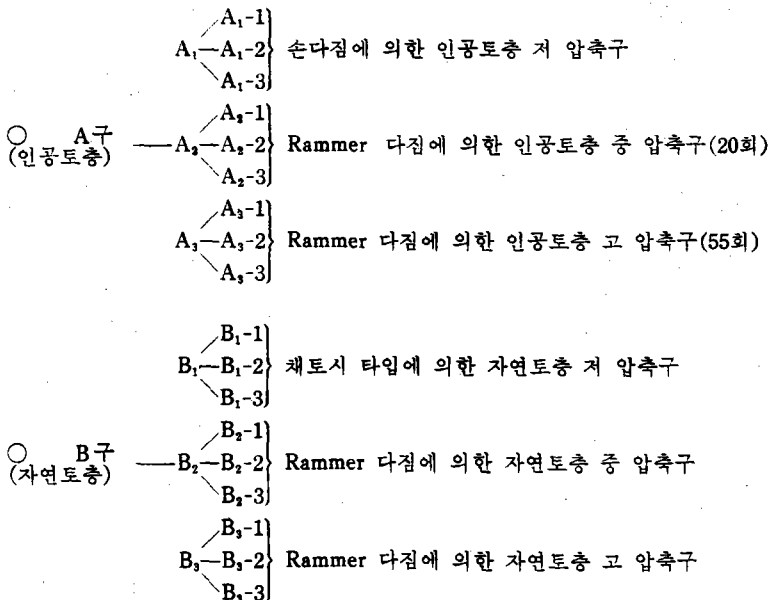 A₁-1
A₁—A₁-2} 손다짐에 의한 인공토층 저 압축구
A₁-3
A₂-1
○ A구 —A₂—A₂-2} Rammer 다짐에 의한 인공토층 중 압축구(20회)
(인공토층)
A₂-3
A₃-1
A₃—A₃-2} Rammer 다짐에 의한 인공토층 고 압축구(55회)
A₃-3
B₁-1
B₁—B₁-2} 채토시 타입에 의한 자연토층 저 압축구
B₁-3
B₂-1
○ B구 —B₂—B₂-2} Rammer 다짐에 의한 자연토층 중 압축구
(자연토층)
B₂-3
B₃-1
B₃—B₃-2} Rammer 다짐에 의한 자연토층 고 압축구
B₃-3